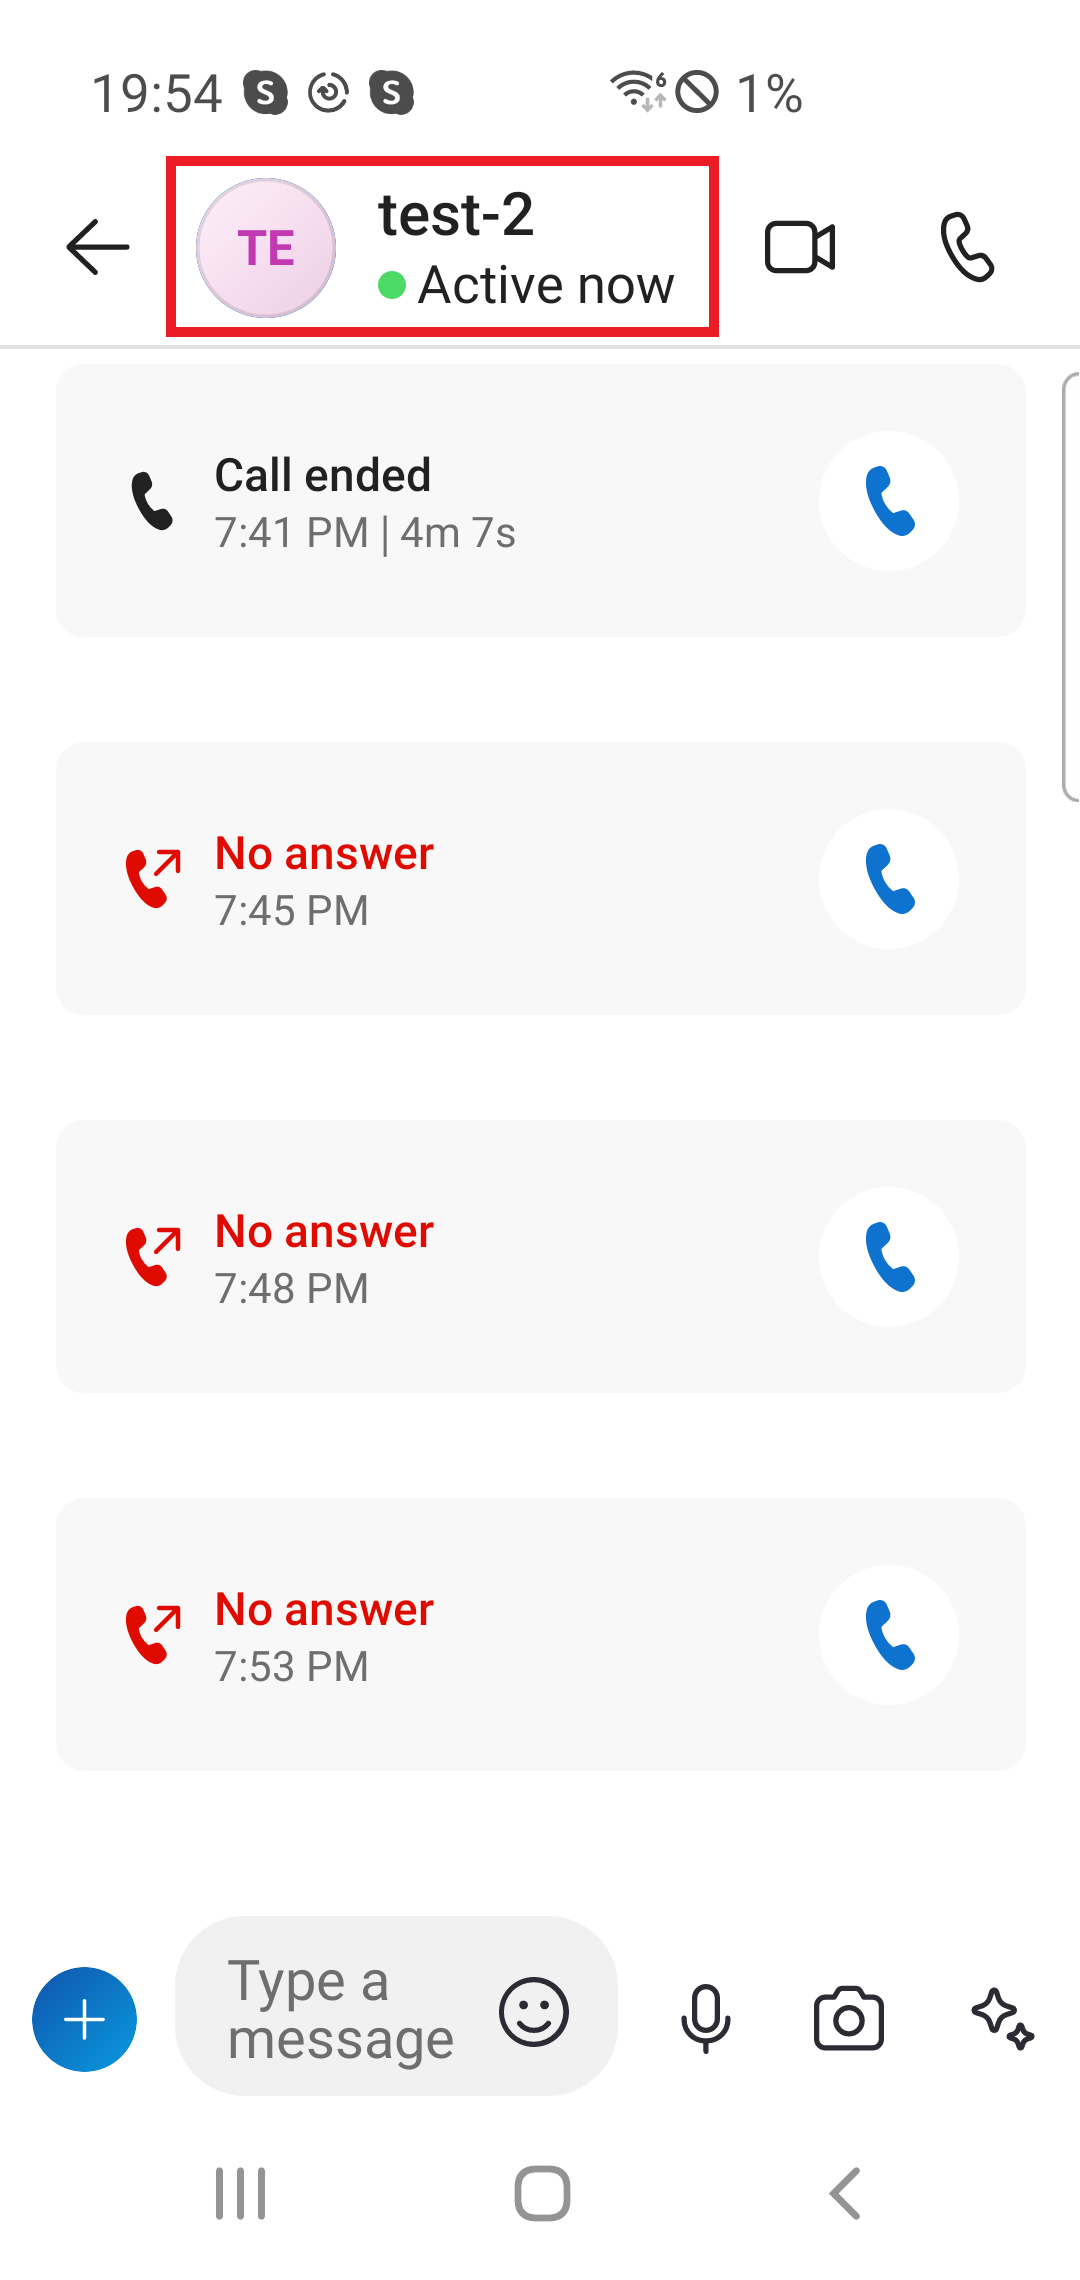 19:54 S S 6 1%
TE
test-2
Active now
Call ended
7:41 PM | 4m 7s
No answer
7:45 PM
No answer
7:48 PM
No answer
7:53 PM
Type a
message